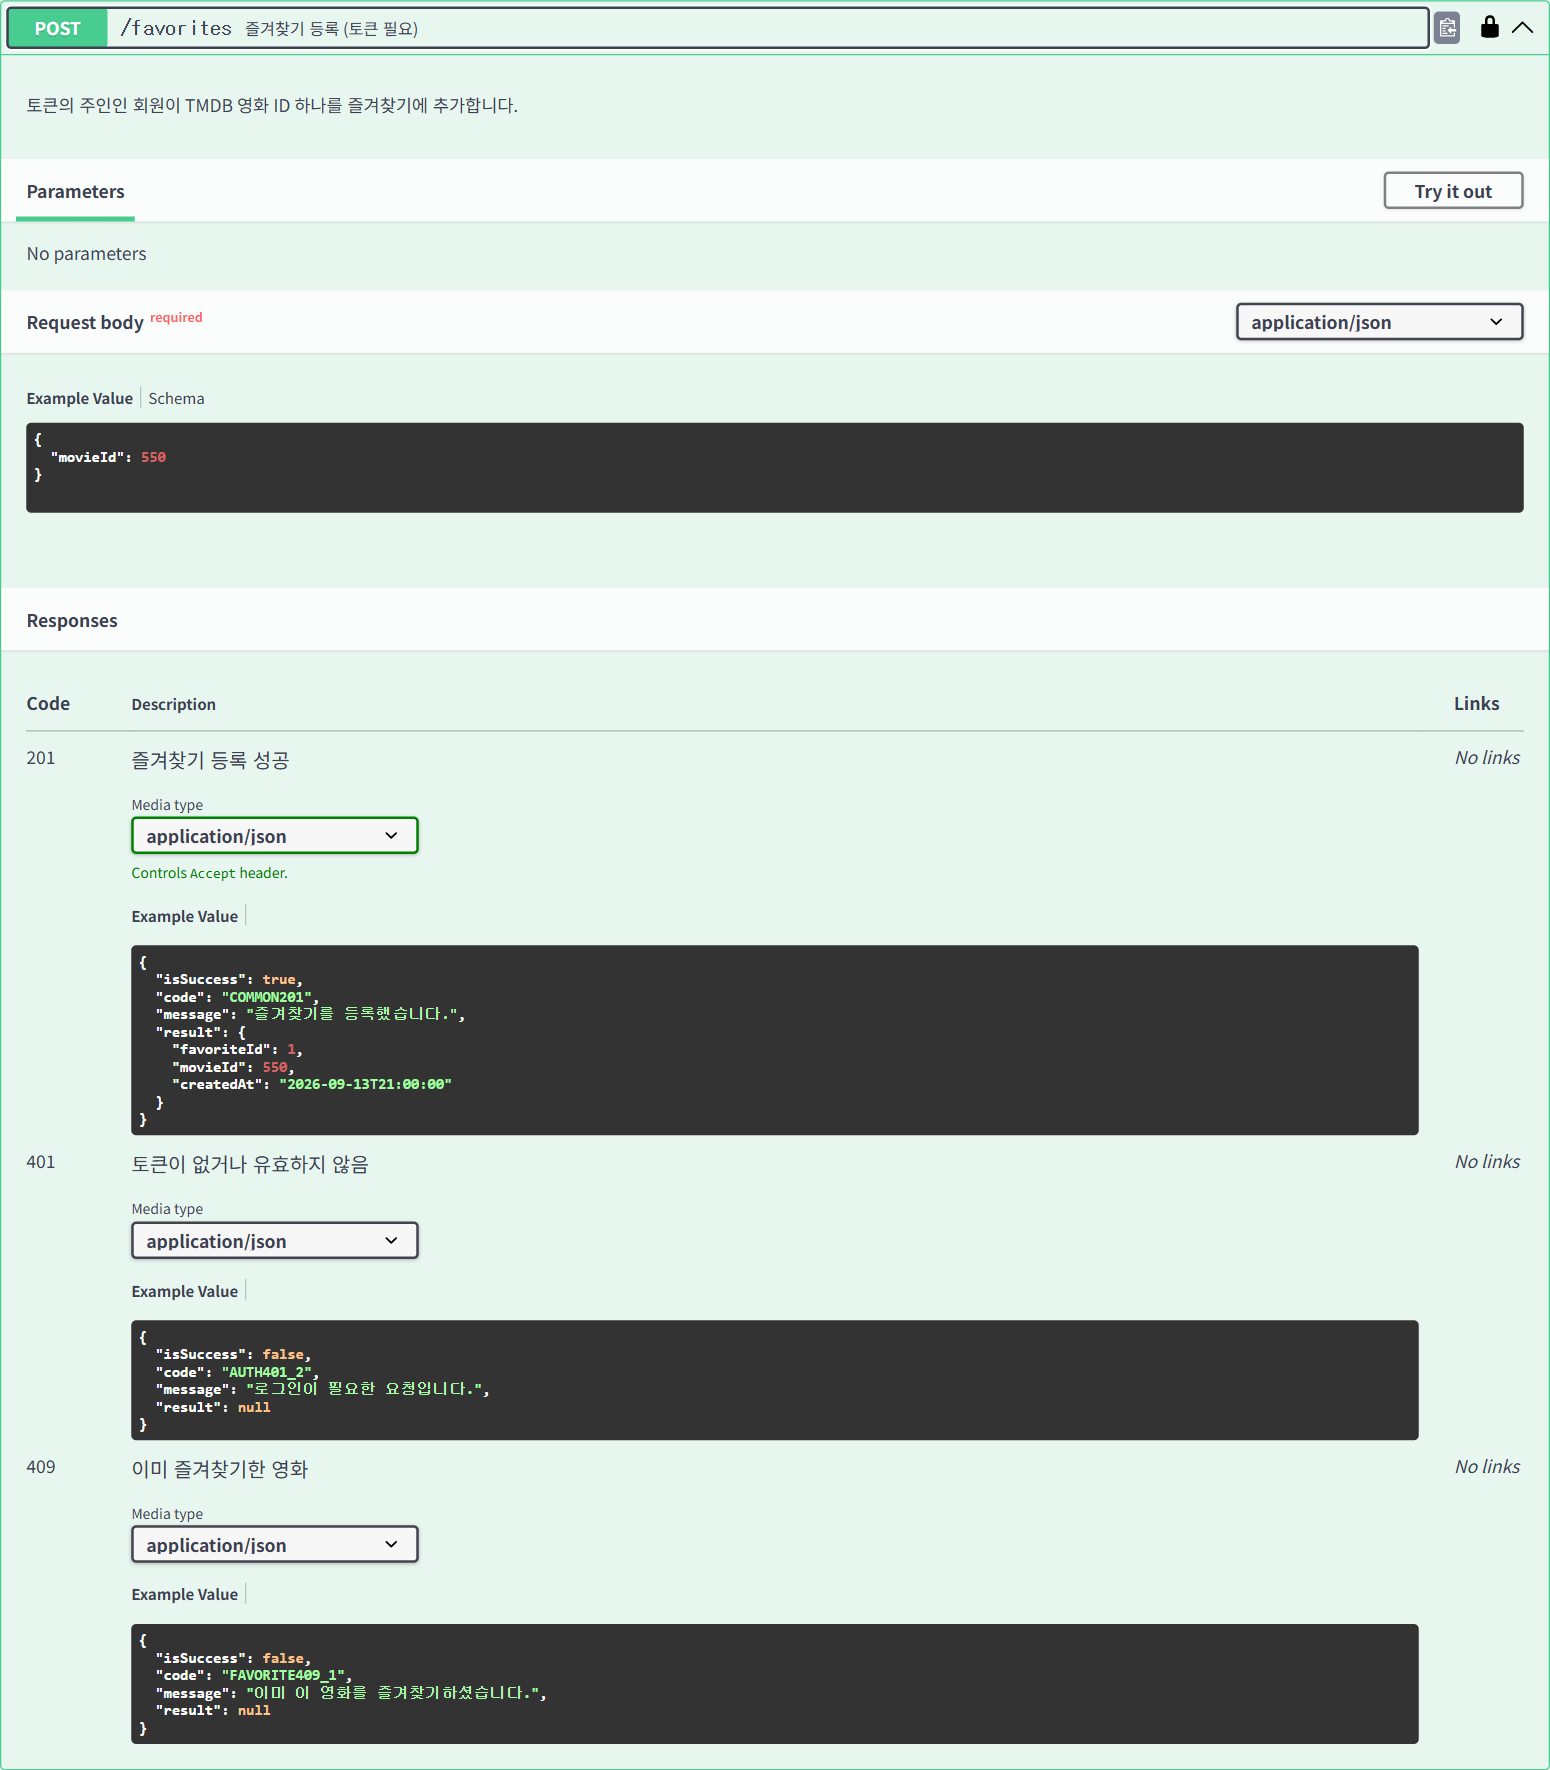 POST /favorites 즐겨찾기 등록 (토큰 필요)
토큰의 주인인 회원이 TMDB 영화 ID 하나를 즐겨찾기에 추가합니다.
Parameters
Try it out
No parameters
Request body required
application/json
Example Value Schema
{
  "movieId": 550
}
Responses
Code Description Links
201 즐겨찾기 등록 성공 No links
Media type
application/json
Controls Accept header.
Example Value
{
  "isSuccess": true,
  "code": "COMMON201",
  "message": "즐겨찾기를 등록했습니다.",
  "result": {
    "favoriteId": 1,
    "movieId": 550,
    "createdAt": "2026-09-13T21:00:00"
  }
}
401 토큰이 없거나 유효하지 않음 No links
Media type
application/json
Example Value
{
  "isSuccess": false,
  "code": "AUTH401_2",
  "message": "로그인이 필요한 요청입니다.",
  "result": null
}
409 이미 즐겨찾기한 영화 No links
Media type
application/json
Example Value
{
  "isSuccess": false,
  "code": "FAVORITE409_1",
  "message": "이미 이 영화를 즐겨찾기하셨습니다.",
  "result": null
}